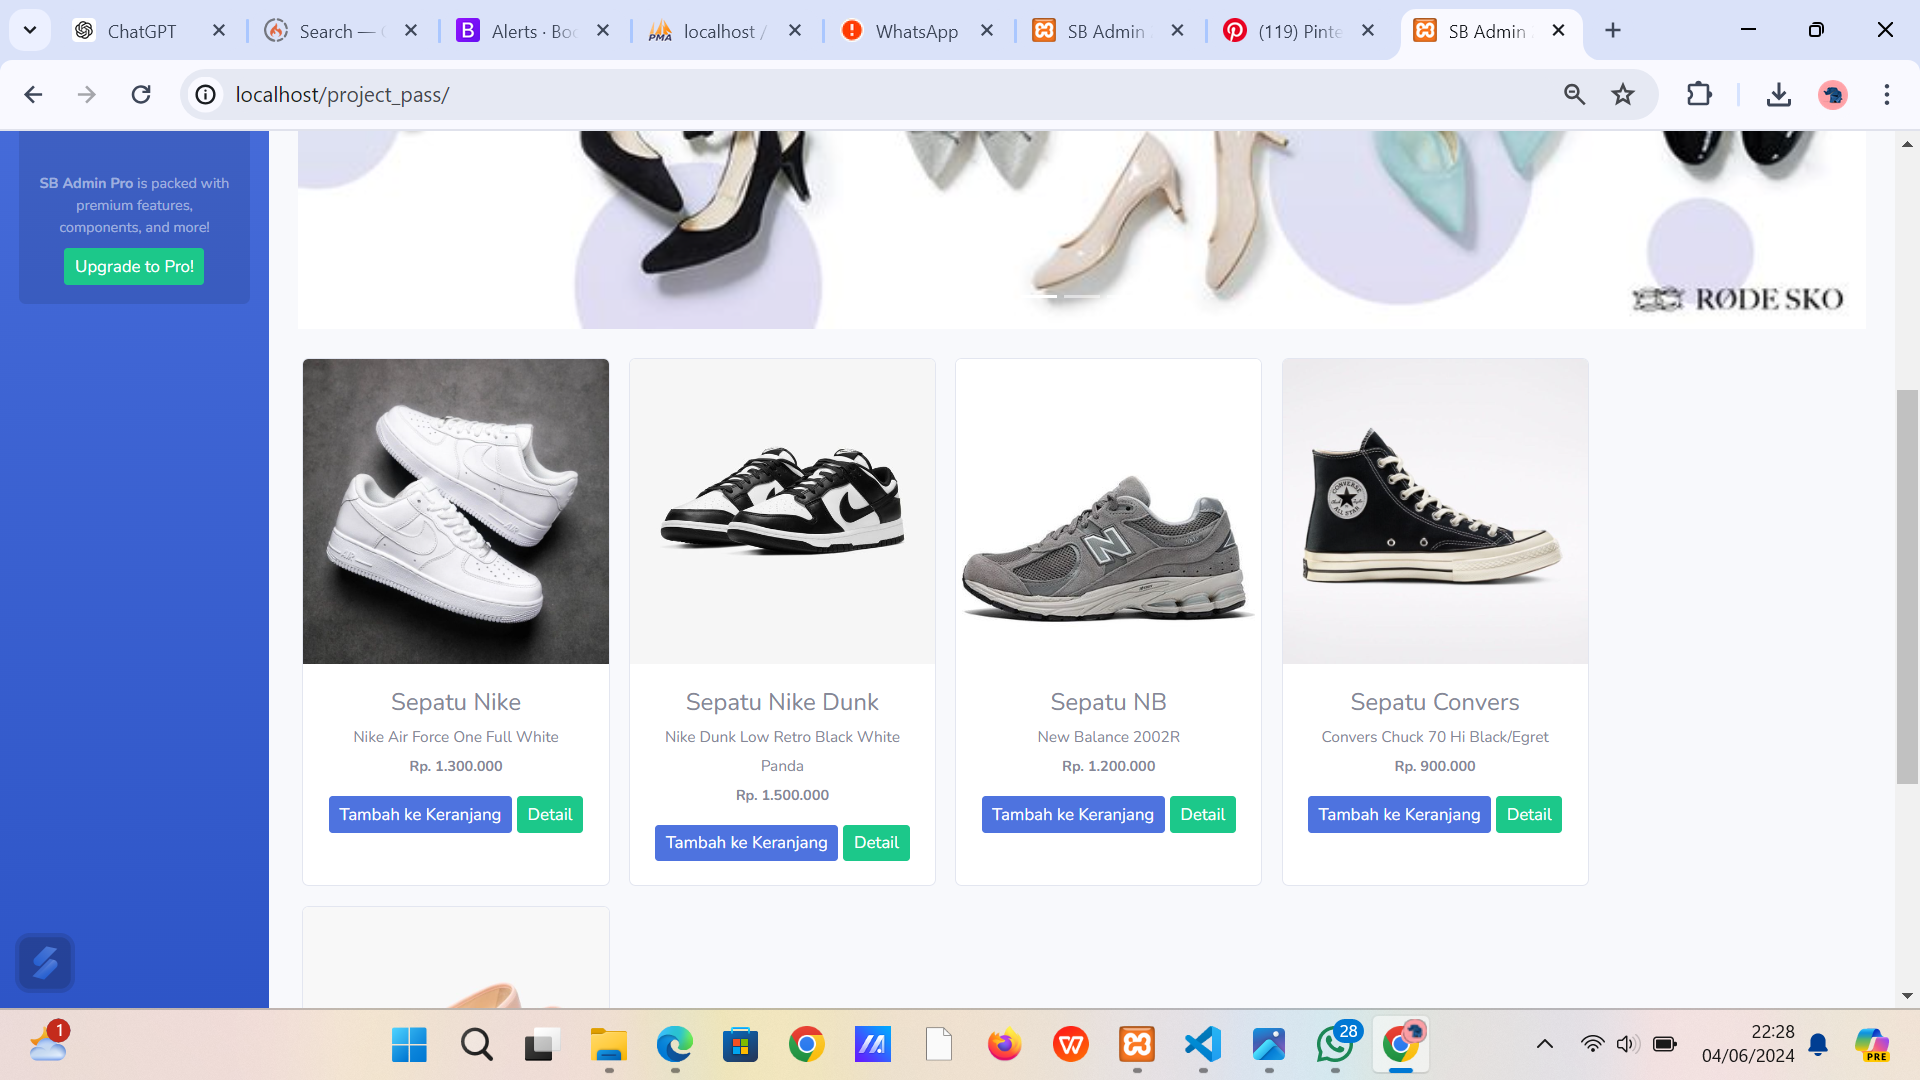 ChatGPT
Search —
Alerts · Boo
localhost /
WhatsApp
SB Admin
(119) Pinte
SB Admin
localhost/project_pass/
SB Admin Pro is packed with
premium features,
components, and more!
Upgrade to Pro!
RØDE SKO
Sepatu Nike
Nike Air Force One Full White
Rp. 1.300.000
Tambah ke Keranjang
Detail
Sepatu Nike Dunk
Nike Dunk Low Retro Black White
Panda
Rp. 1.500.000
Tambah ke Keranjang
Detail
Sepatu NB
New Balance 2002R
Rp. 1.200.000
Tambah ke Keranjang
Detail
CONVERSE
ALL STAR
Sepatu Convers
Convers Chuck 70 Hi Black/Egret
Rp. 900.000
Tambah ke Keranjang
Detail
1
28
22:28
04/06/2024
PRE